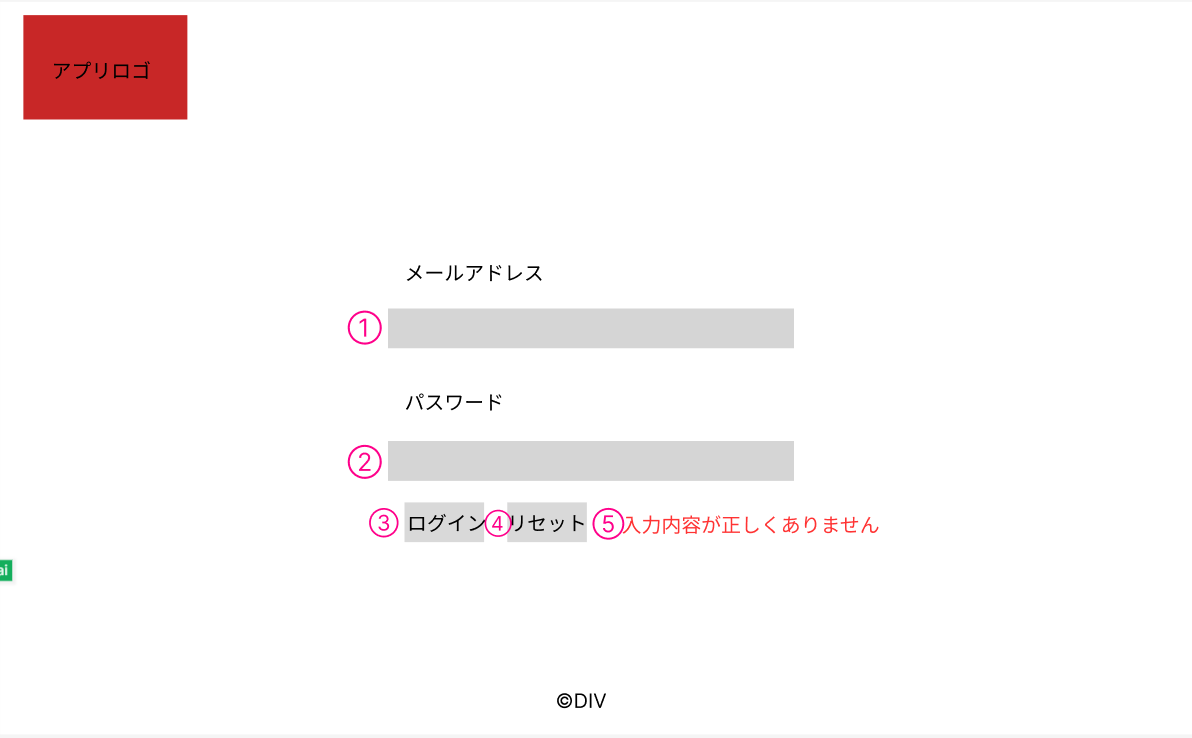 アプリロゴ
メールアドレス
①
パスワード
②
③ ログイン ④ リセット ⑤ 入力内容が正しくありません
ai
©DIV